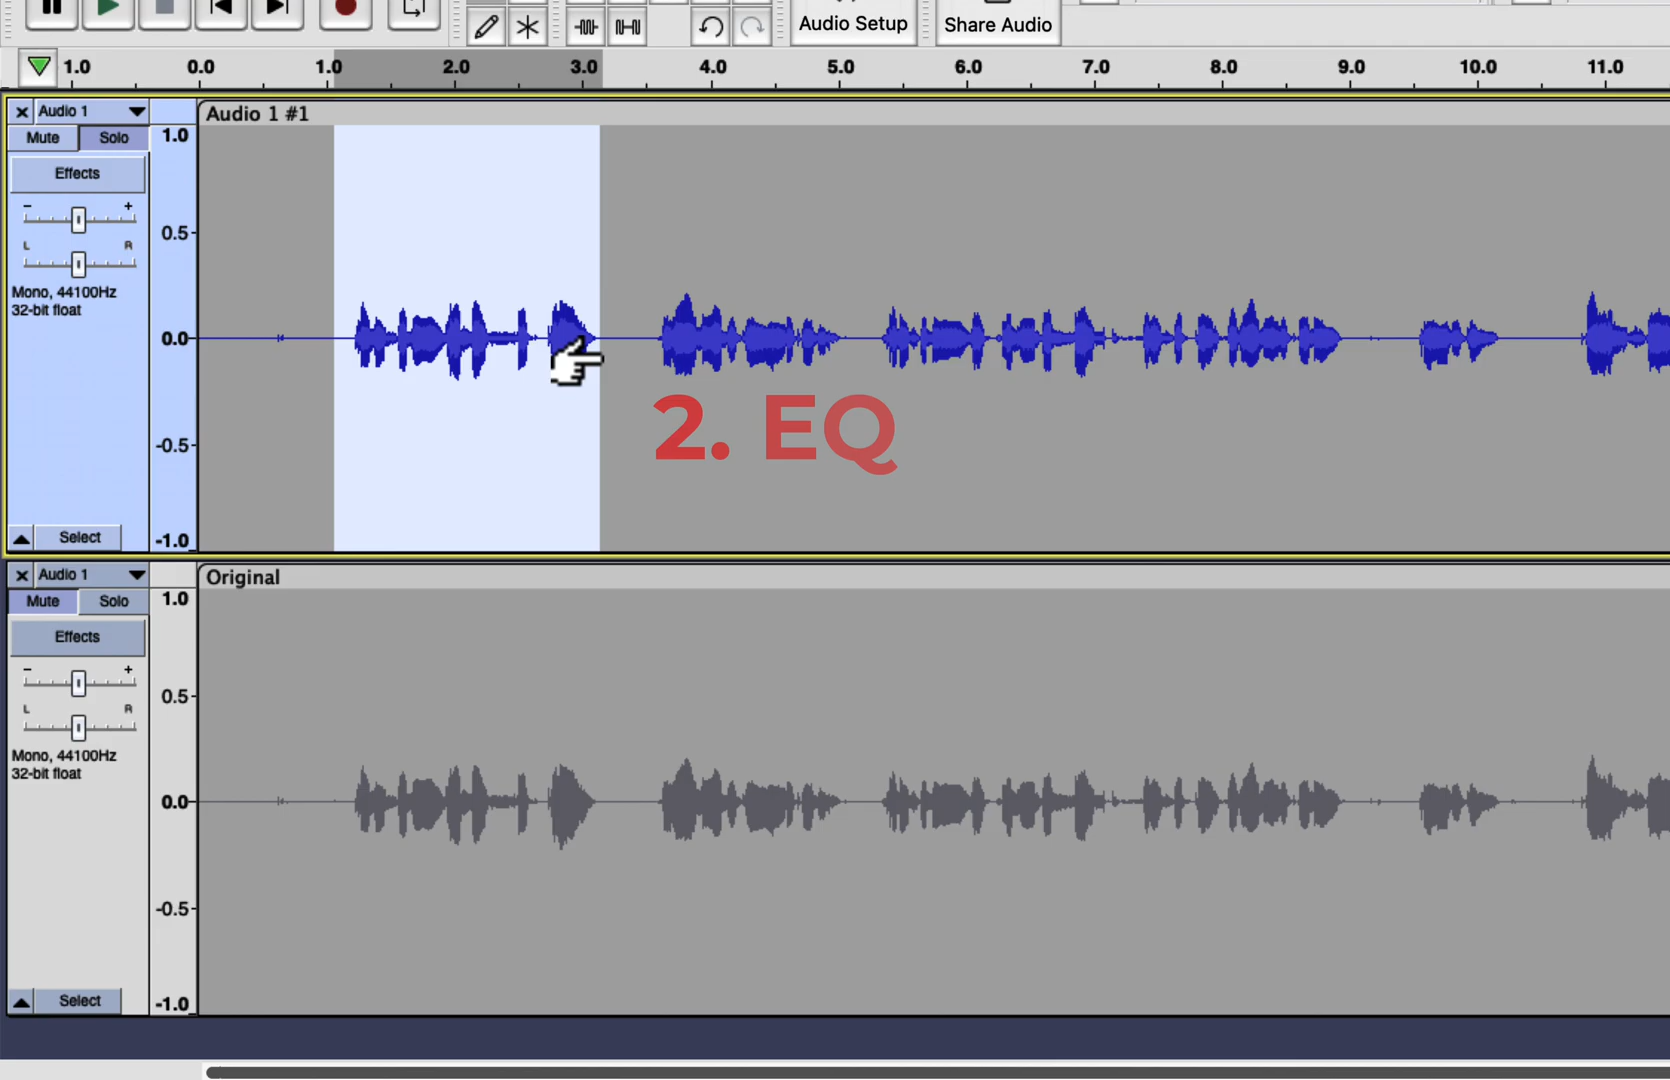 Audio Setup
Share Audio
1.0 0.0 1.0 2.0 3.0 4.0 5.0 6.0 7.0 8.0 9.0 10.0 11.0
Audio 1
Audio 1 #1
Mute Solo
Effects
- +
L R
Mono, 44100Hz
32-bit float
Select
1.0
0.5
0.0
-0.5
-1.0
2. EQ
Audio 1
Original
Mute Solo
Effects
- +
L R
Mono, 44100Hz
32-bit float
Select
1.0
0.5
0.0
-0.5
-1.0